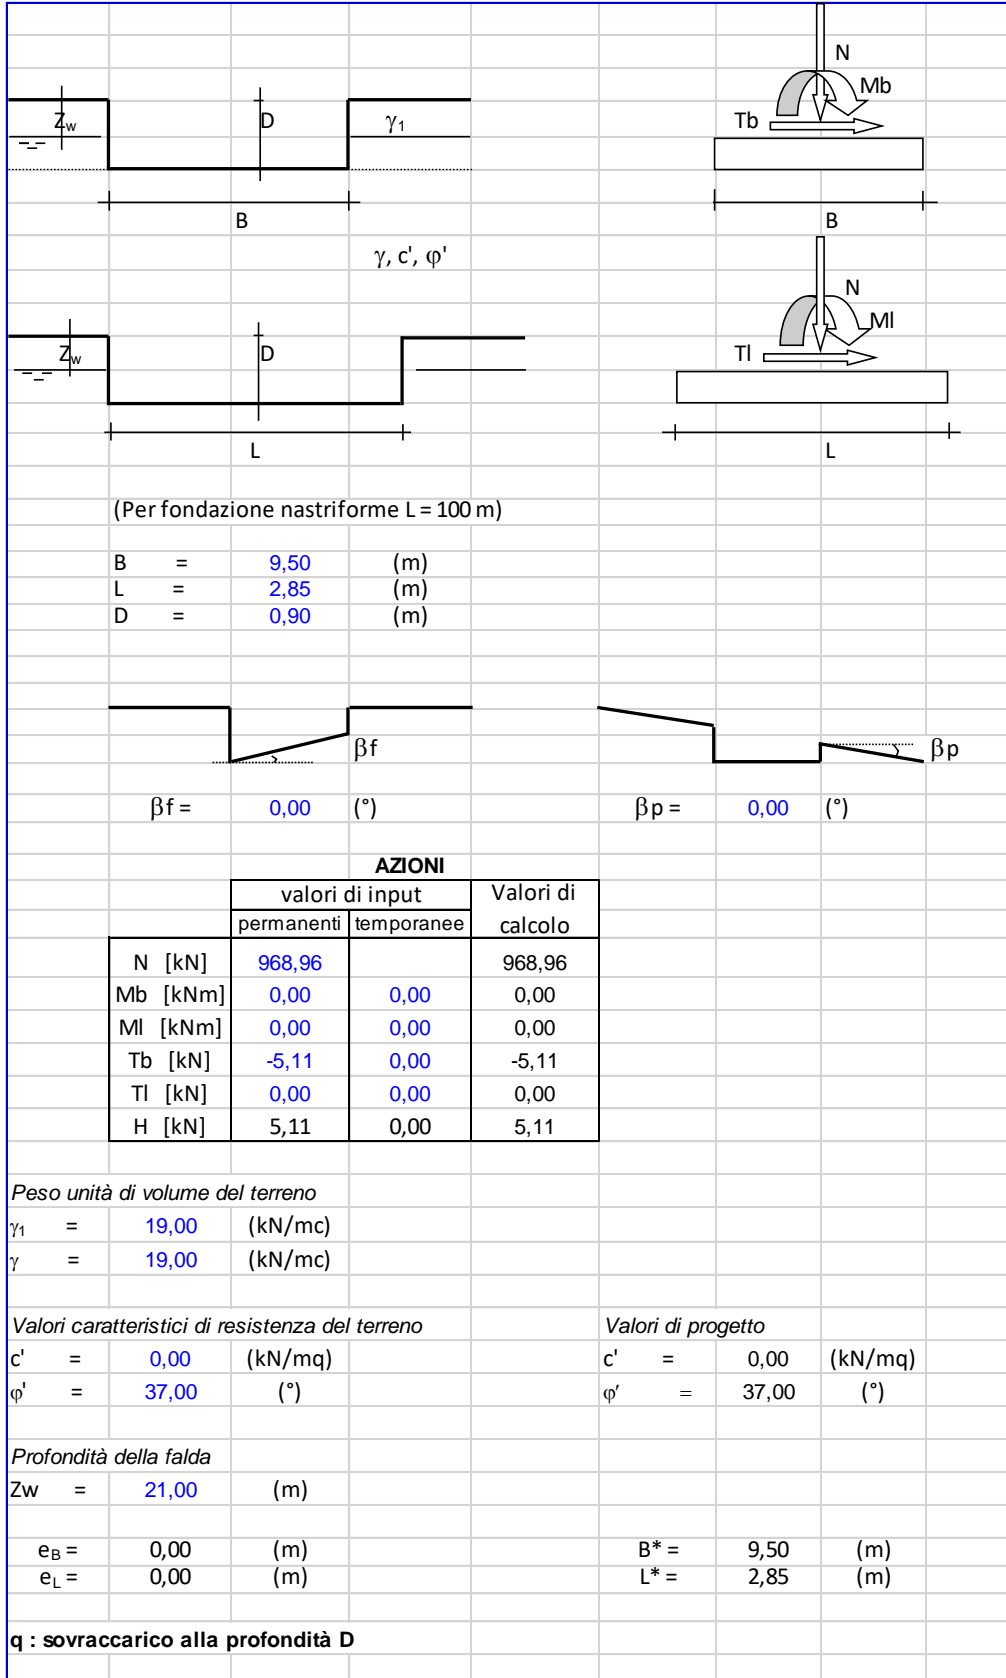 N
Mb
Zw D γ1 Tb
B B
γ, c', φ'
N
Ml
Zw D Tl
L L
(Per fondazione nastriforme L = 100 m)
B = 9,50 (m)
L = 2,85 (m)
D = 0,90 (m)
βf βp
βf = 0,00 (°) βp = 0,00 (°)
AZIONI
valori di input Valori di
permanenti temporanee calcolo
N [kN] 968,96 968,96
Mb [kNm] 0,00 0,00 0,00
Ml [kNm] 0,00 0,00 0,00
Tb [kN] -5,11 0,00 -5,11
Tl [kN] 0,00 0,00 0,00
H [kN] 5,11 0,00 5,11
Peso unità di volume del terreno
γ1 = 19,00 (kN/mc)
γ = 19,00 (kN/mc)
Valori caratteristici di resistenza del terreno Valori di progetto
c' = 0,00 (kN/mq) c' = 0,00 (kN/mq)
φ' = 37,00 (°) φ' = 37,00 (°)
Profondità della falda
Zw = 21,00 (m)
eB = 0,00 (m) B* = 9,50 (m)
eL = 0,00 (m) L* = 2,85 (m)
q : sovraccarico alla profondità D